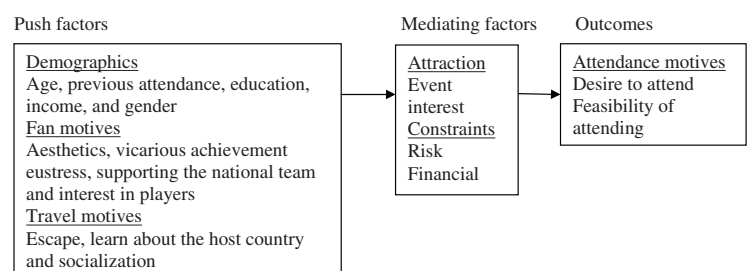 Push factors
Demographics
Age, previous attendance, education,
income, and gender
Fan motives
Aesthetics, vicarious achievement
eustress, supporting the national team
and interest in players
Travel motives
Escape, learn about the host country
and socialization
Mediating factors
Attraction
Event
interest
Constraints
Risk
Financial
Outcomes
Attendance motives
Desire to attend
Feasibility of
attending